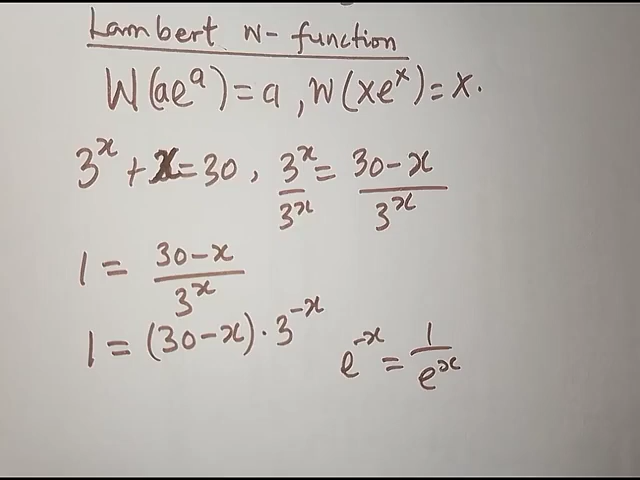 Lambert W-function
W(ae^a) = a, W(xe^x) = x.
3^x + x = 30, 3^x/3^x = (30-x)/3^x
1 = (30-x)/3^x
1 = (30-x)·3^-x e^-x = 1/e^x